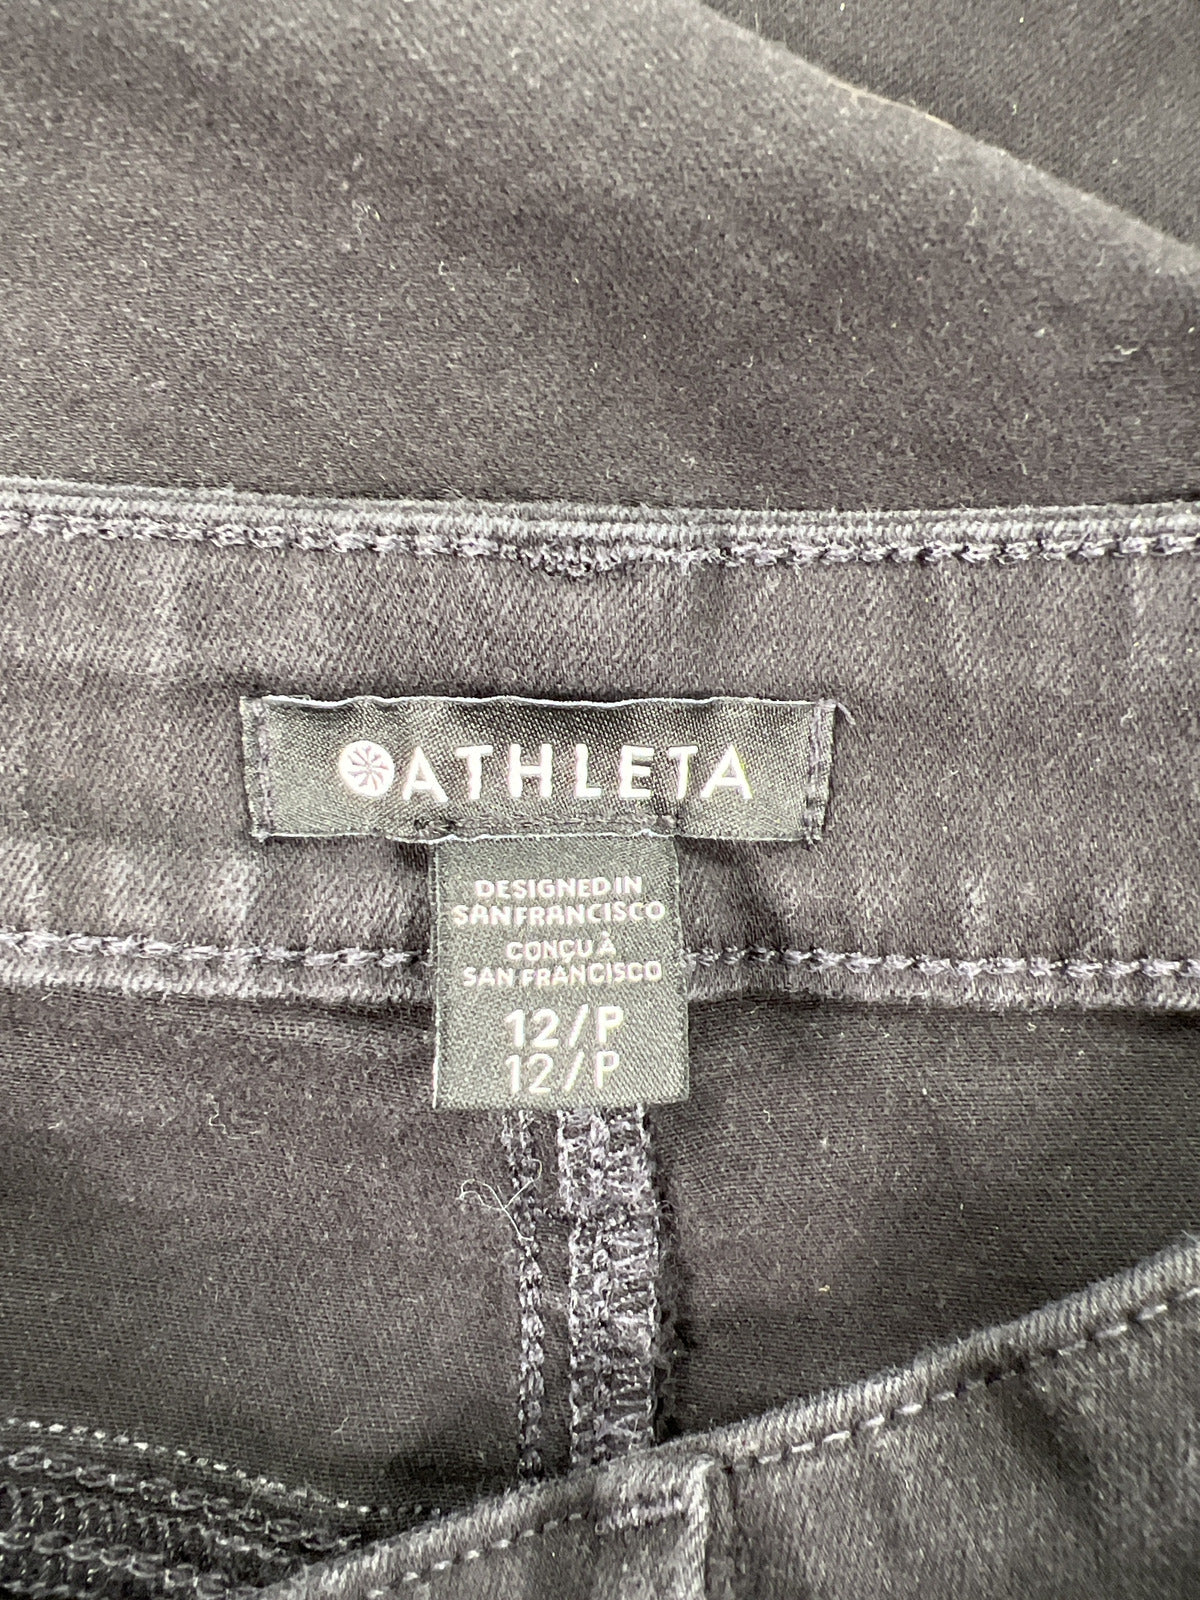 ATHLETA
DESIGNED IN
SAN FRANCISCO
CONÇU À
SAN FRANCISCO
12/P
12/P